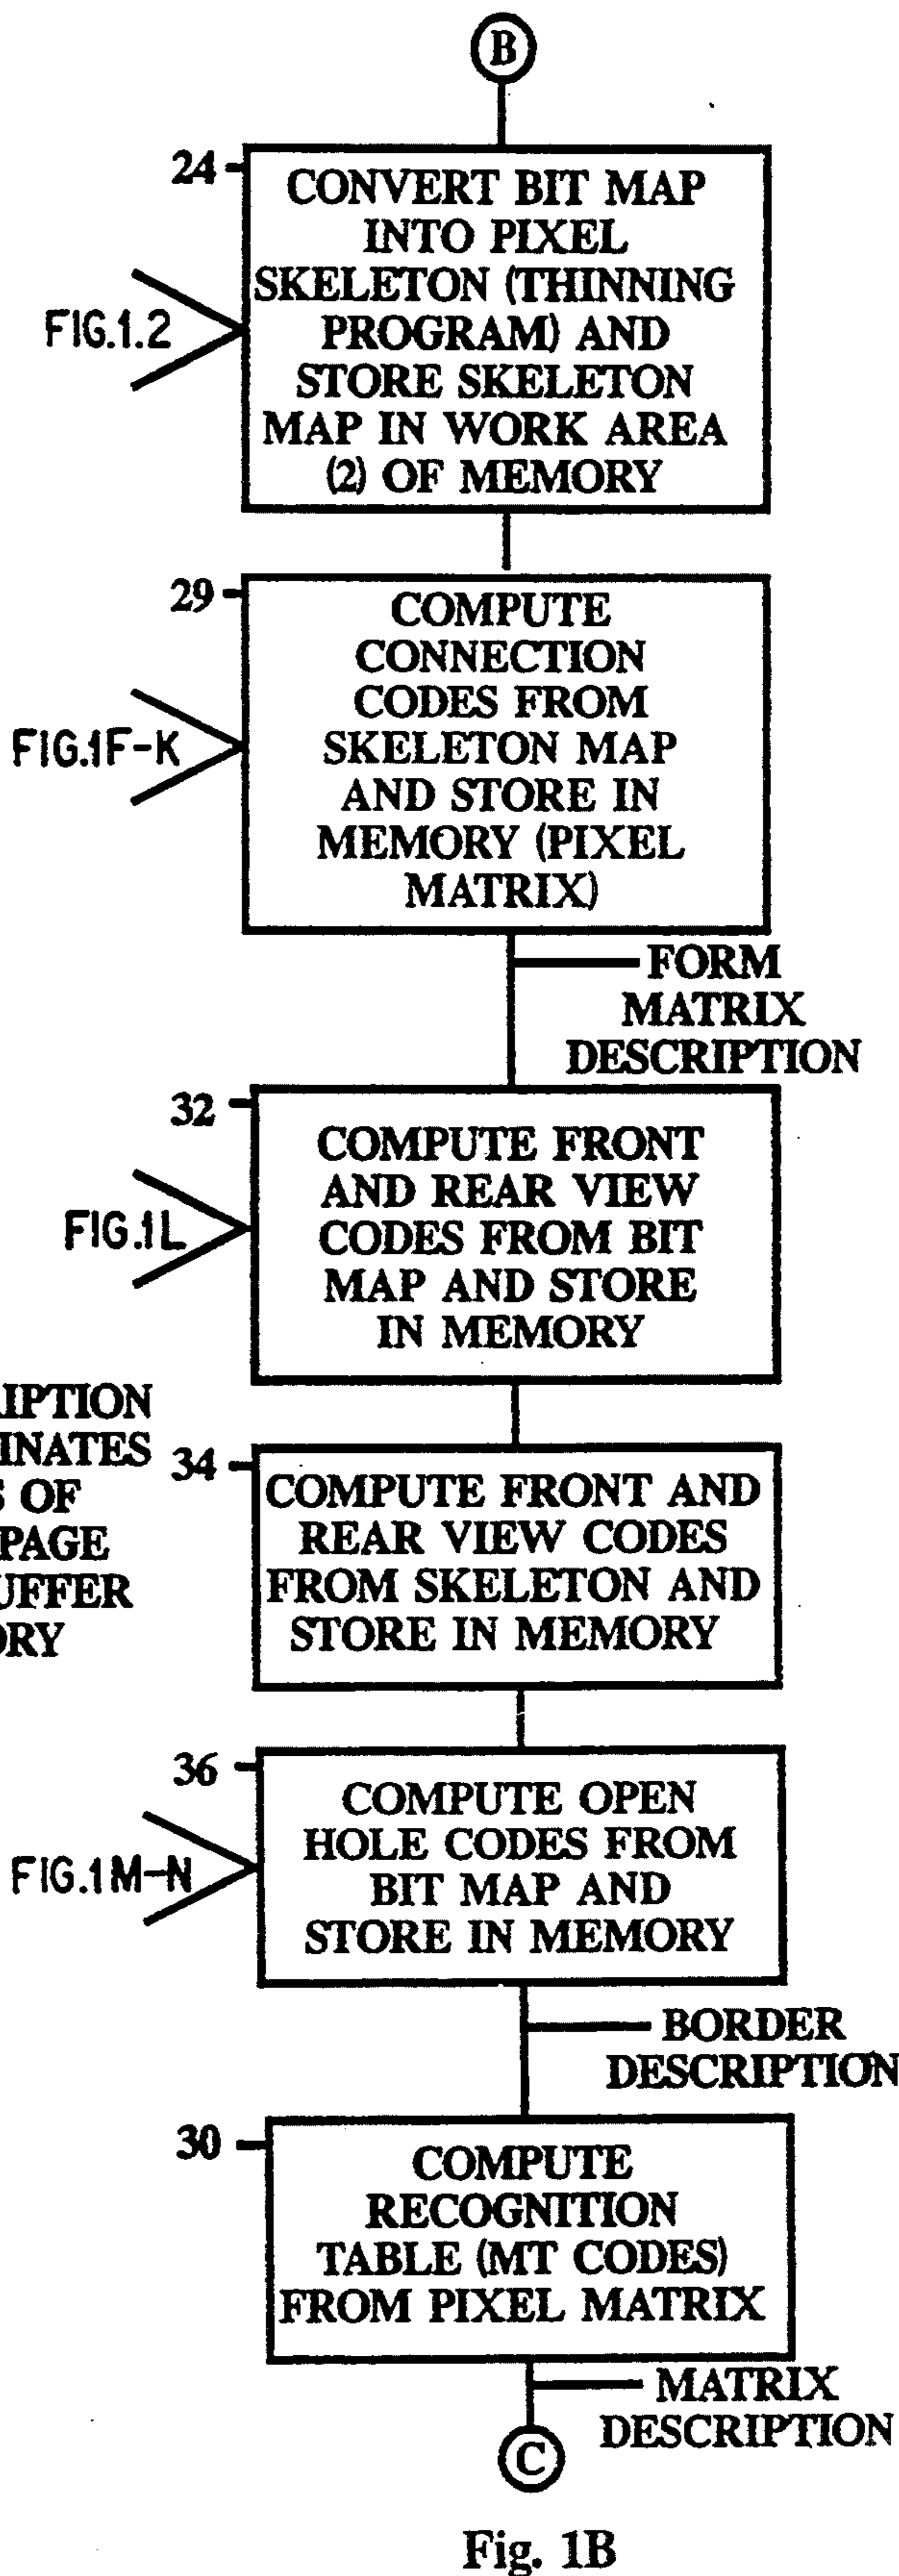 B
24
CONVERT BIT MAP
INTO PIXEL
SKELETON (THINNING
PROGRAM) AND
STORE SKELETON
MAP IN WORK AREA
(2) OF MEMORY
FIG.1.2
29
COMPUTE
CONNECTION
CODES FROM
SKELETON MAP
AND STORE IN
MEMORY (PIXEL
MATRIX)
FIG.1F-K
FORM
MATRIX
DESCRIPTION
32
COMPUTE FRONT
AND REAR VIEW
CODES FROM BIT
MAP AND STORE
IN MEMORY
FIG.1L
RIPTION
INATES
S OF
PAGE
UFFER
ORY
34
COMPUTE FRONT AND
REAR VIEW CODES
FROM SKELETON AND
STORE IN MEMORY
36
COMPUTE OPEN
HOLE CODES FROM
BIT MAP AND
STORE IN MEMORY
FIG.1M-N
BORDER
DESCRIPTION
30
COMPUTE
RECOGNITION
TABLE (MT CODES)
FROM PIXEL MATRIX
MATRIX
DESCRIPTION
C
Fig. 1B